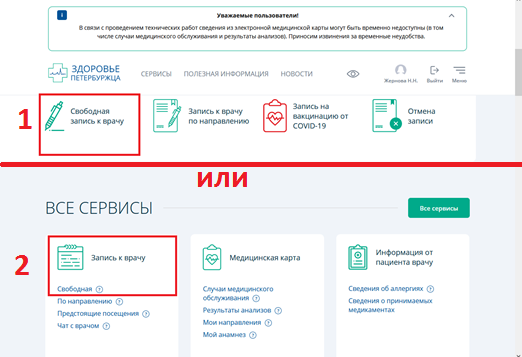 Уважаемые пользователи!
В связи с проведением технических работ сведения из электронной медицинской карты могут быть временно недоступны (в том
числе случаи медицинского обслуживания и результаты анализов). Приносим извинения за временные неудобства.
ЗДОРОВЬЕ
ПЕТЕРБУРЖЦА
СЕРВИСЫ
ПОЛЕЗНАЯ ИНФОРМАЦИЯ
НОВОСТИ
Жернова Н.Н.
Выйти
Меню
1
Свободная
запись к врачу
Запись к врачу
по направлению
Запись на
вакцинацию от
COVID-19
Отмена
записи
или
ВСЕ СЕРВИСЫ
Все сервисы
2
Запись к врачу
Свободная
По направлению
Предстоящие посещения
Чат с врачом
Медицинская карта
Случаи медицинского
обслуживания
Результаты анализов
Мои направления
Мой анамнез
Информация от
пациента врачу
Сведения об аллергиях
Сведения о принимаемых
медикаментах